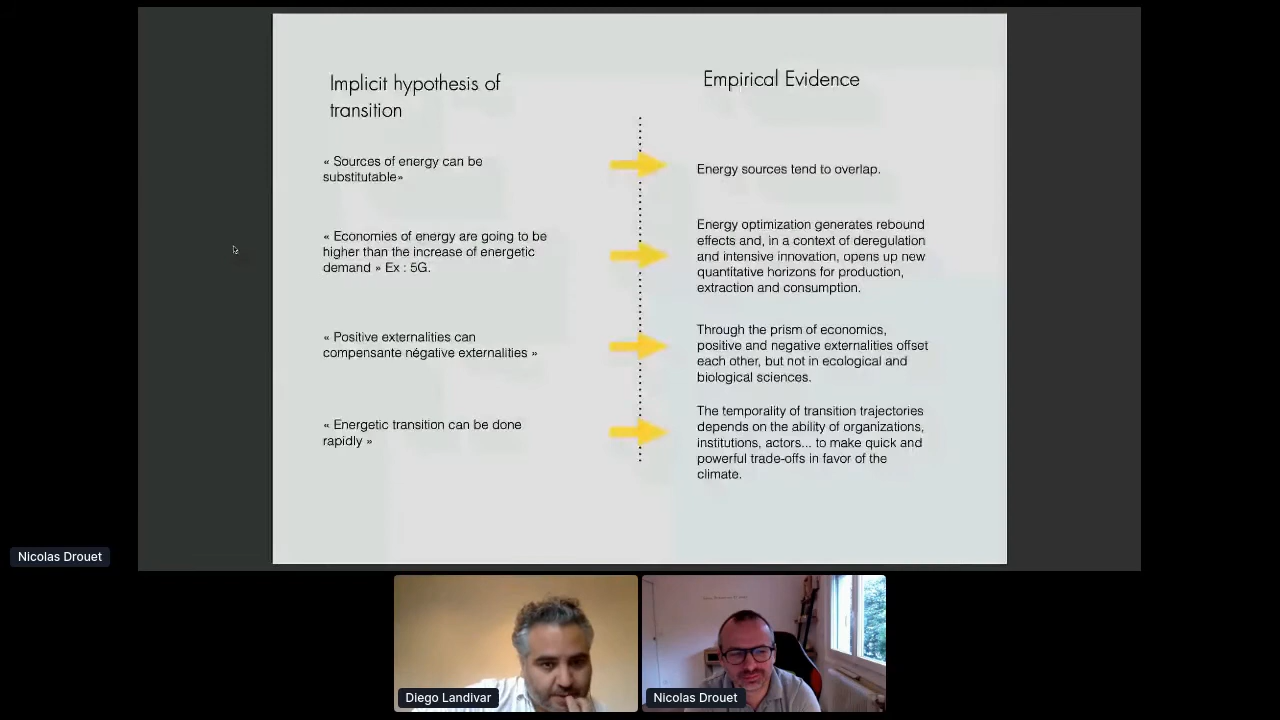 Implicit hypothesis of
transition
« Sources of energy can be
substitutable»
« Economies of energy are going to be
higher than the increase of energetic
demand » Ex : 5G.
« Positive externalities can
compensante négative externalities »
« Energetic transition can be done
rapidly »
Empirical Evidence
Energy sources tend to overlap.
Energy optimization generates rebound
effects and, in a context of deregulation
and intensive innovation, opens up new
quantitative horizons for production,
extraction and consumption.
Through the prism of economics,
positive and negative externalities offset
each other, but not in ecological and
biological sciences.
The temporality of transition trajectories
depends on the ability of organizations,
institutions, actors... to make quick and
powerful trade-offs in favor of the
climate.
Nicolas Drouet
Diego Landivar
Nicolas Drouet